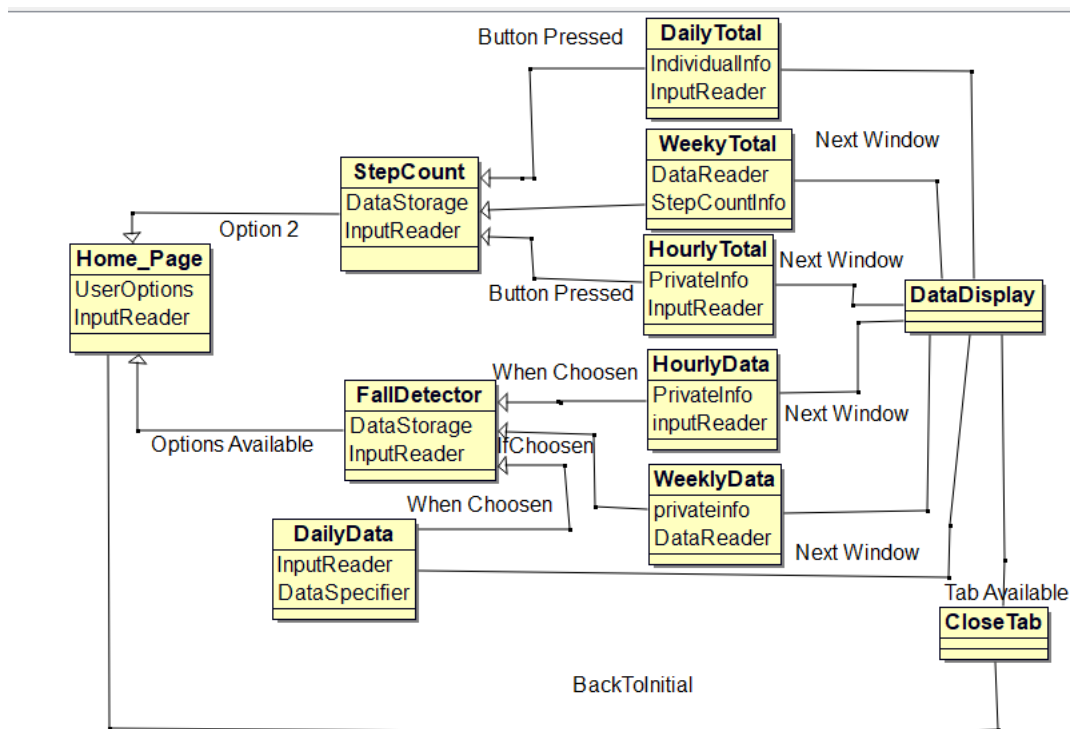 Button Pressed
DailyTotal
IndividualInfo
InputReader
WeekyTotal
DataReader
StepCountInfo
Next Window
StepCount
DataStorage
InputReader
Option 2
Home_Page
UserOptions
InputReader
HourlyTotal
PrivateInfo
InputReader
Button Pressed
Next Window
DataDisplay
When Choosen
HourlyData
PrivateInfo
inputReader
Next Window
FallDetector
DataStorage
InputReader
Options Available
IfChoosen
When Choosen
WeeklyData
privateinfo
DataReader
Next Window
DailyData
InputReader
DataSpecifier
Tab Available
CloseTab
BackToInitial